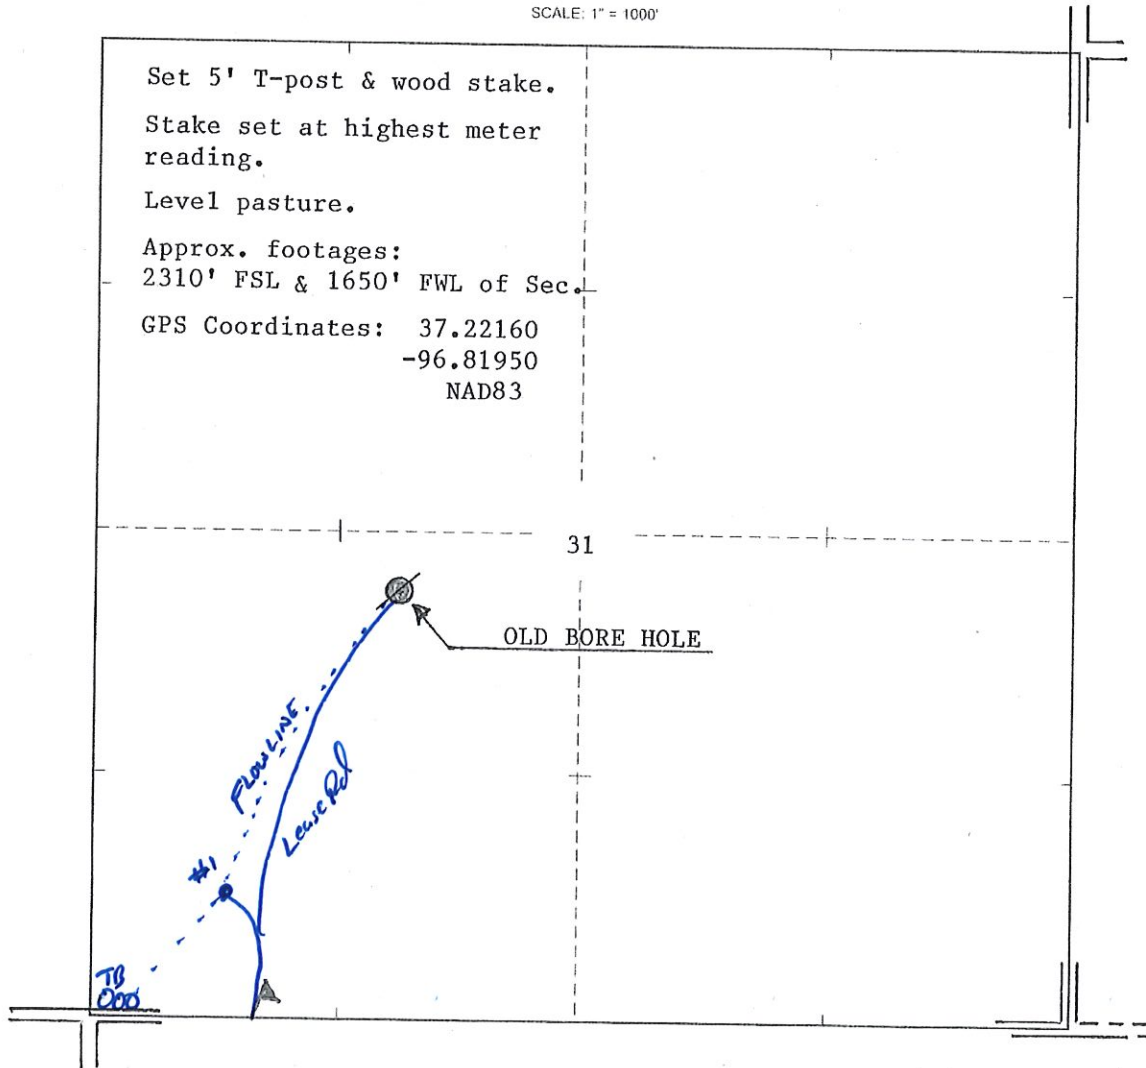 SCALE: 1" = 1000'
Set 5' T-post & wood stake.
Stake set at highest meter
reading.
Level pasture.
Approx. footages:
2310' FSL & 1650' FWL of Sec.
GPS Coordinates: 37.22160
-96.81950
NAD83
31
OLD BORE HOLE
FLOWLINE
Lease Rd
#1
TB
000